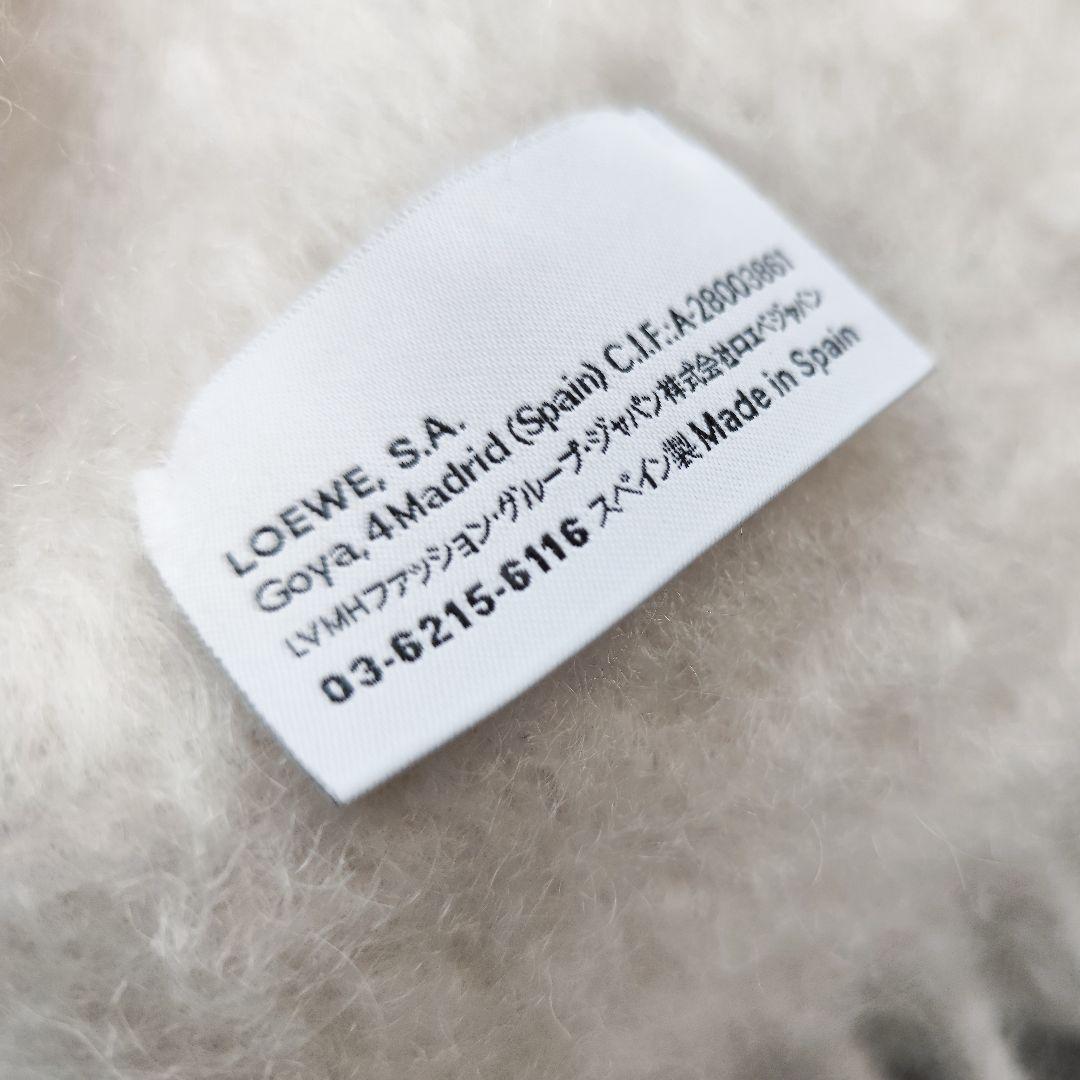 LOEWE, S.A.
Goya, 4 Madrid (Spain) C.I.F.: A-28003861
LVMHファッション・グループ・ジャパン株式会社ロエベジャパン
03-6215-6116 スペイン製 Made in Spain